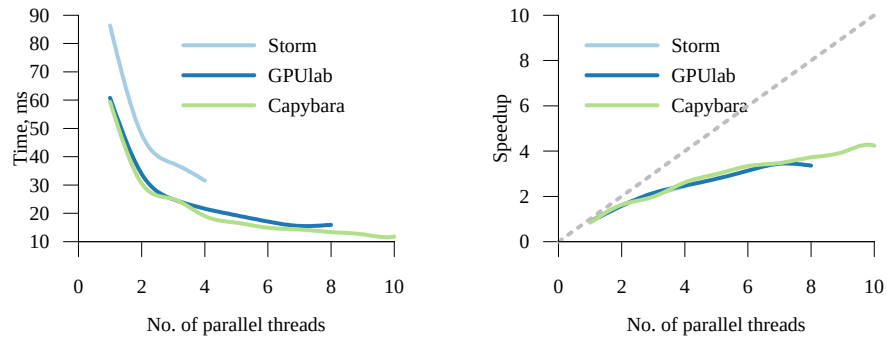 90
80
70
60
50
40
30
20
10
Time, ms
Storm
GPUlab
Capybara
0 2 4 6 8 10
No. of parallel threads
10
8
6
4
2
0
Speedup
Storm
GPUlab
Capybara
0 2 4 6 8 10
No. of parallel threads